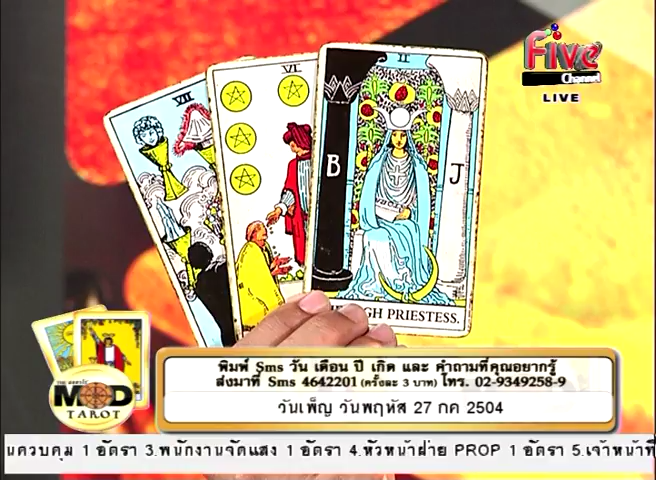 Five
Channel
LIVE
VII
VI
II
B
J
GH PRIESTESS.
MOD
TAROT
พิมพ์ Sms วัน เดือน ปี เกิด และ คำถามที่คุณอยากรู้
ส่งมาที่ Sms 4642201 (ครั้งละ 3 บาท) โทร. 02-9349258-9
วันเพ็ญ วันพฤหัส 27 กค 2504
นควบคุม 1 อัตรา 3.พนักงานจัดแสง 1 อัตรา 4.หัวหน้าฝ่าย PROP 1 อัตรา 5.เจ้าหน้าที่